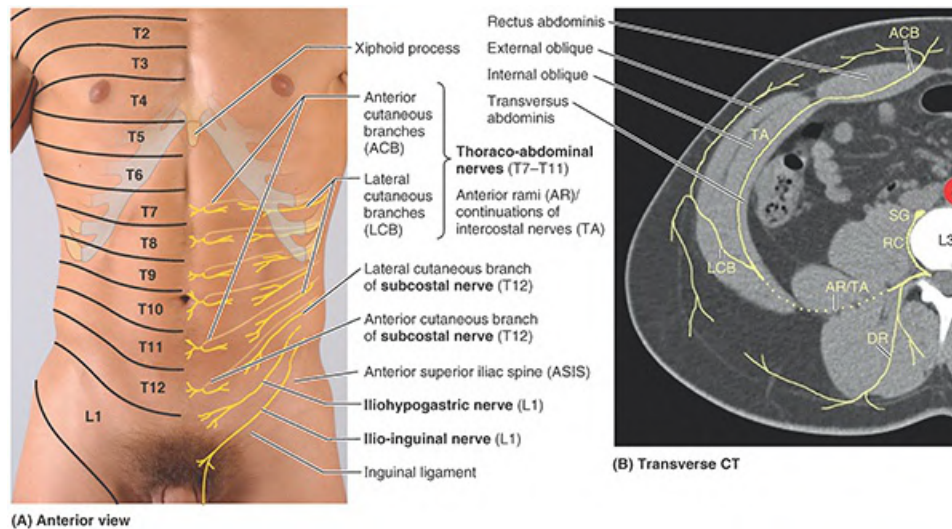 T2
T3
T4
T5
T6
T7
T8
T9
T10
T11
T12
L1
Xiphoid process
Anterior
cutaneous
branches
(ACB)
Lateral
cutaneous
branches
(LCB)
Thoraco-abdominal
nerves (T7–T11)
Anterior rami (AR)/
continuations of
intercostal nerves (TA)
Lateral cutaneous branch
of subcostal nerve (T12)
Anterior cutaneous branch
of subcostal nerve (T12)
Anterior superior iliac spine (ASIS)
Iliohypogastric nerve (L1)
Ilio-inguinal nerve (L1)
Inguinal ligament
(A) Anterior view
Rectus abdominis
External oblique
Internal oblique
Transversus
abdominis
ACB
TA
SG
RC
L3
LCB
AR/TA
DR
(B) Transverse CT